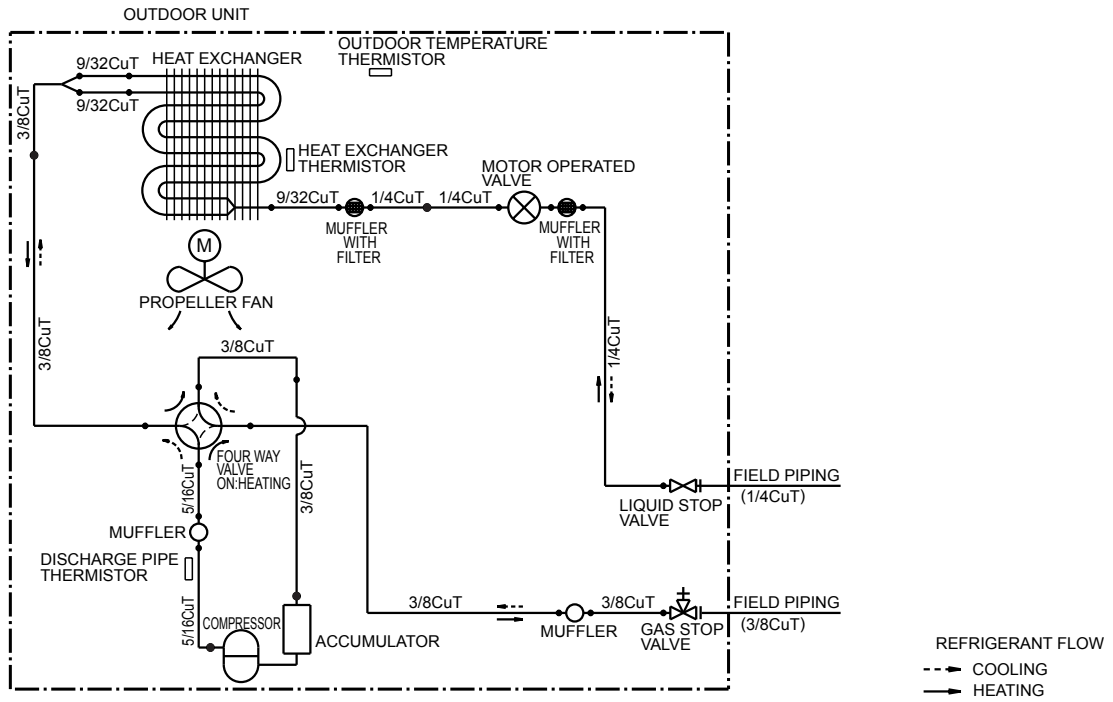 OUTDOOR UNIT
OUTDOOR TEMPERATURE
THERMISTOR
HEAT EXCHANGER
9/32CuT
9/32CuT
3/8CuT
HEAT EXCHANGER
THERMISTOR
MOTOR OPERATED
VALVE
9/32CuT
1/4CuT
1/4CuT
MUFFLER
WITH
FILTER
MUFFLER
WITH
FILTER
M
PROPELLER FAN
3/8CuT
3/8CuT
1/4CuT
FOUR WAY
VALVE
ON:HEATING
5/16CuT
3/8CuT
FIELD PIPING
(1/4CuT)
LIQUID STOP
VALVE
MUFFLER
DISCHARGE PIPE
THERMISTOR
5/16CuT
COMPRESSOR
ACCUMULATOR
3/8CuT
3/8CuT
MUFFLER
GAS STOP
VALVE
FIELD PIPING
(3/8CuT)
REFRIGERANT FLOW
COOLING
HEATING